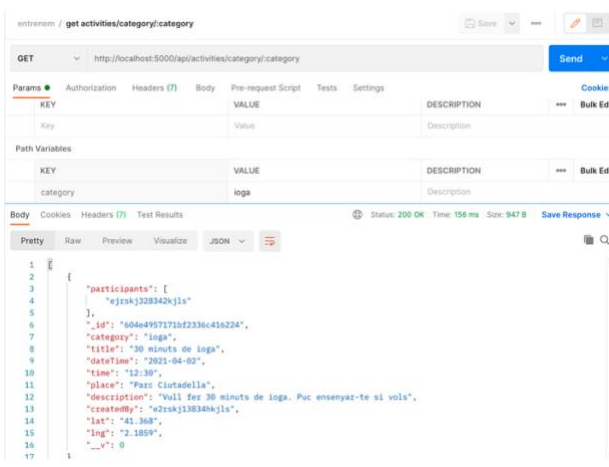 entrenem / get activities/category/:category
Save
GET http://localhost:5000/api/activities/category/:category Send
Params Authorization Headers (7) Body Pre-request Script Tests Settings Cookie
KEY VALUE DESCRIPTION ••• Bulk Ed
Key Value Description
Path Variables
KEY VALUE DESCRIPTION ••• Bulk Ed
category ioga Description
Body Cookies Headers (7) Test Results Status: 200 OK Time: 156 ms Size: 947 B Save Response
Pretty Raw Preview Visualize JSON
1 [
2 {
3 "participants": [
4 "ejrskj328342kjls"
5 ],
6 "_id": "604e4957171bf2336c416224",
7 "category": "ioga",
8 "title": "30 minuts de ioga",
9 "dateTime": "2021-04-02",
10 "time": "12:30",
11 "place": "Parc Ciutadella",
12 "description": "Vull fer 30 minuts de ioga. Puc ensenyar-te si vols",
13 "createdBy": "e2rskj13834hkjls",
14 "lat": "41.368",
15 "lng": "2.1859",
16 "__v": 0
17 }